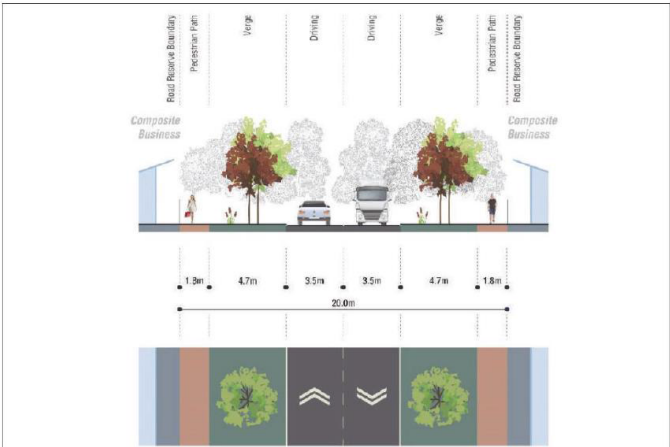 Road Reserve Boundary
Pedestrian Path
Verge
Driving
Driving
Verge
Pedestrian Path
Road Reserve Boundary
Composite
Business
Composite
Business
1.8m
4.7m
3.5m
3.5m
4.7m
1.8m
20.0m